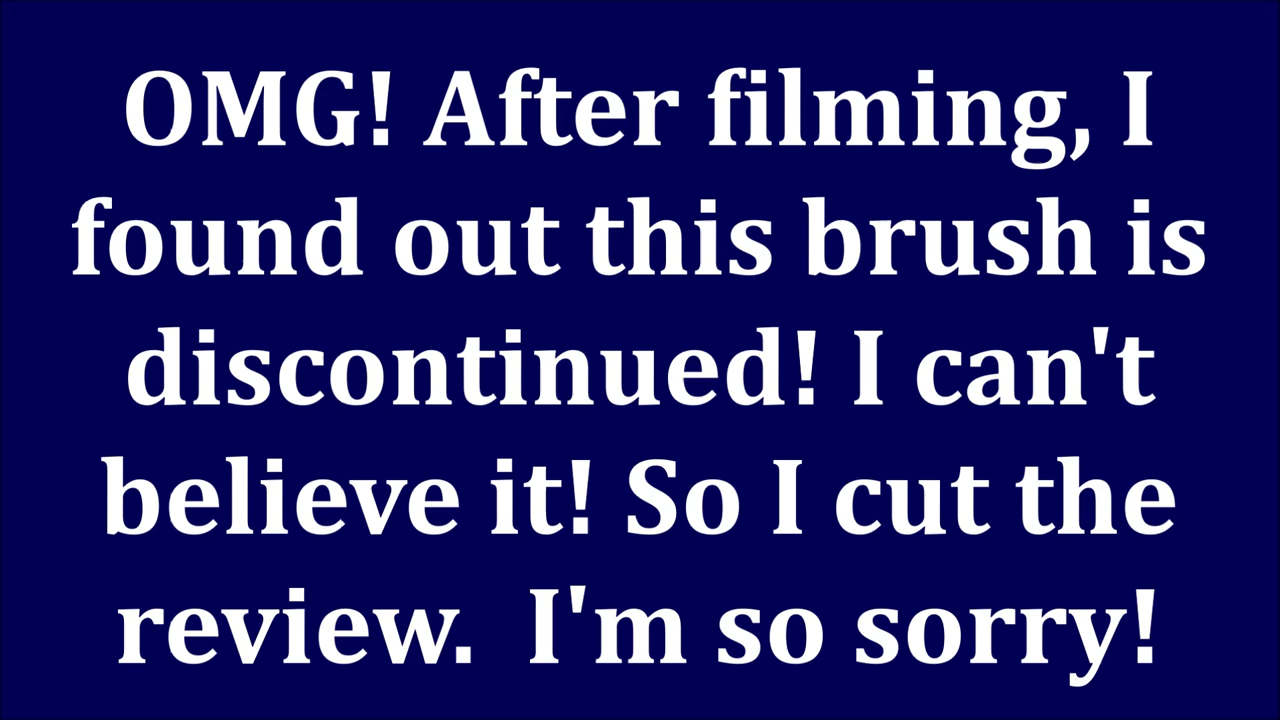 OMG! After filming, I
found out this brush is
discontinued! I can't
believe it! So I cut the
review.  I'm so sorry!